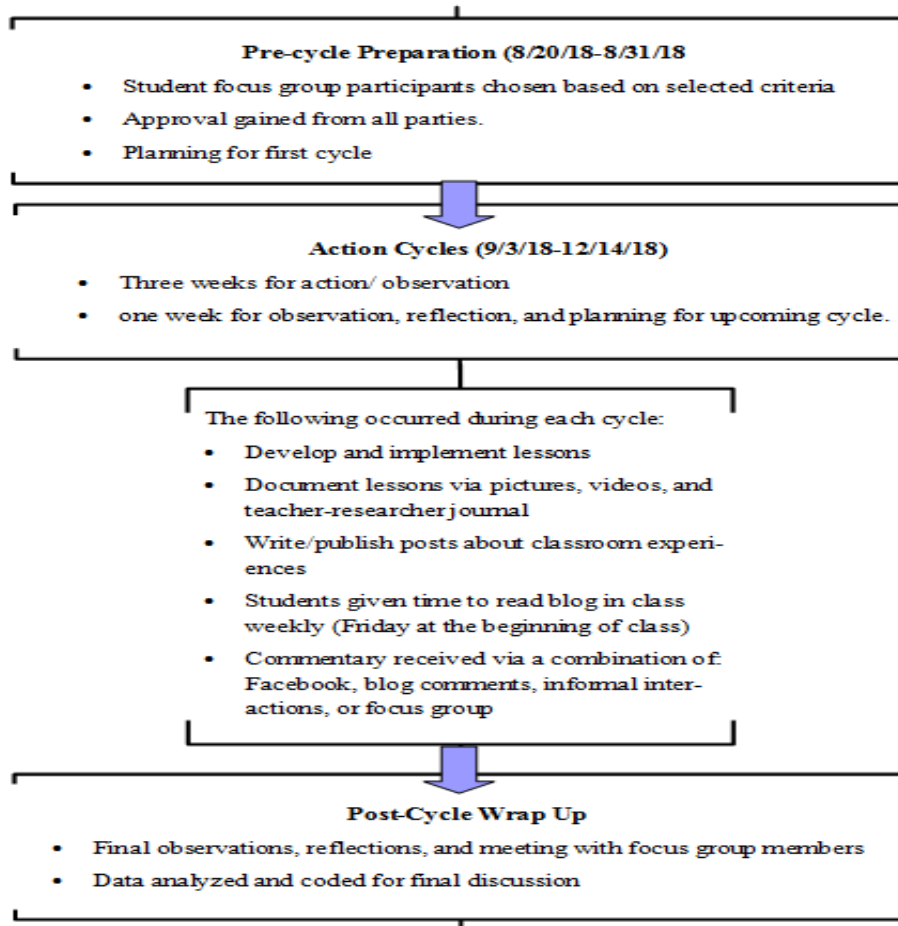 Pre-cycle Preparation (8/20/18-8/31/18
• Student focus group participants chosen based on selected criteria
• Approval gained from all parties.
• Planning for first cycle
Action Cycles (9/3/18-12/14/18)
• Three weeks for action/ observation
• one week for observation, reflection, and planning for upcoming cycle.
The following occurred during each cycle:
• Develop and implement lessons
• Document lessons via pictures, videos, and
teacher-researcher journal
• Write/publish posts about classroom experi-
ences
• Students given time to read blog in class
weekly (Friday at the beginning of class)
• Commentary received via a combination of:
Facebook, blog comments, informal inter-
actions, or focus group
Post-Cycle Wrap Up
• Final observations, reflections, and meeting with focus group members
• Data analyzed and coded for final discussion